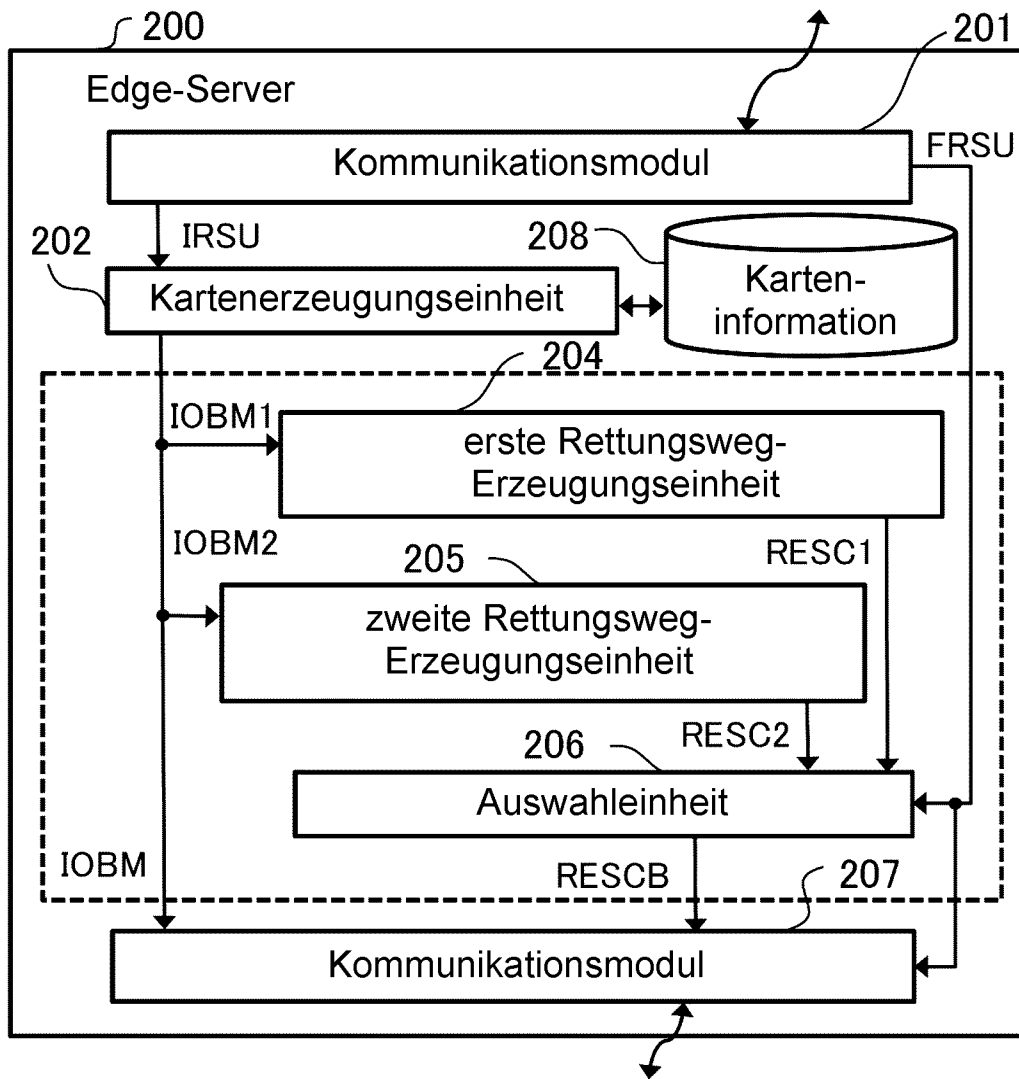 200
201
Edge-Server
Kommunikationsmodul
FRSU
IRSU
202
208
Kartenerzeugungseinheit
Karten-
information
204
IOBM1
erste Rettungsweg-
Erzeugungseinheit
IOBM2
RESC1
205
zweite Rettungsweg-
Erzeugungseinheit
RESC2
206
Auswahleinheit
IOBM
RESCB
207
Kommunikationsmodul